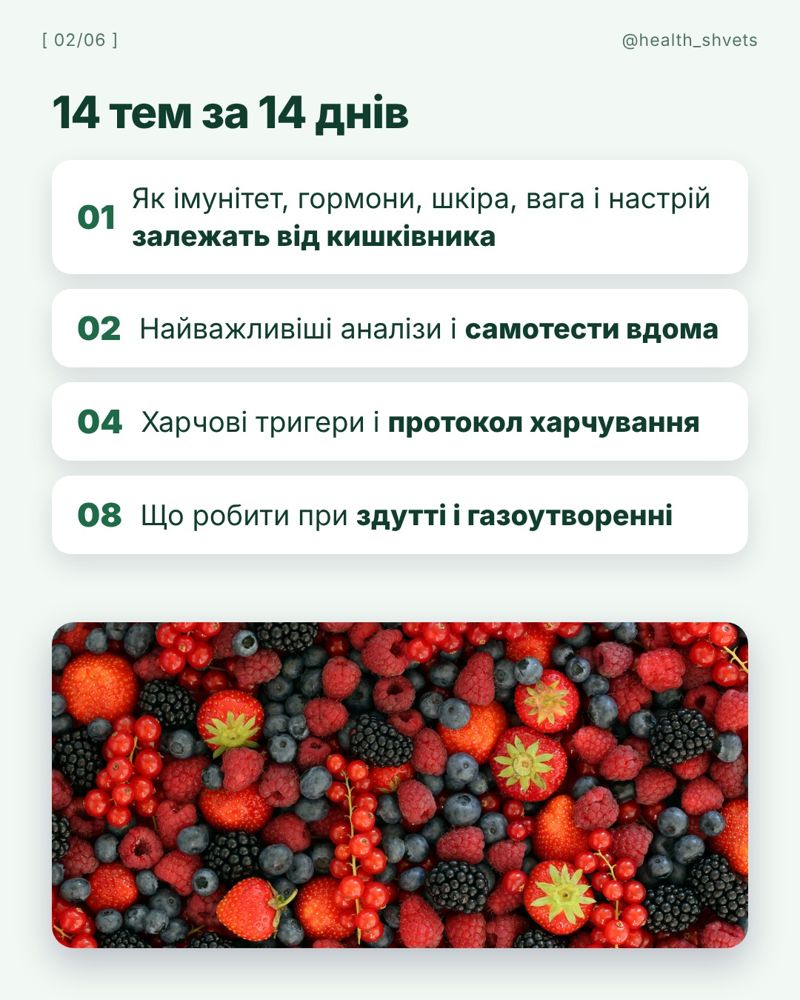 [ 02/06 ]
@health_shvets
14 тем за 14 днів
01
Як імунітет, гормони, шкіра, вага і настрій
залежать від кишківника
02 Найважливіші аналізи і самотести вдома
04 Харчові тригери і протокол харчування
08 Що робити при здутті і газоутворенні